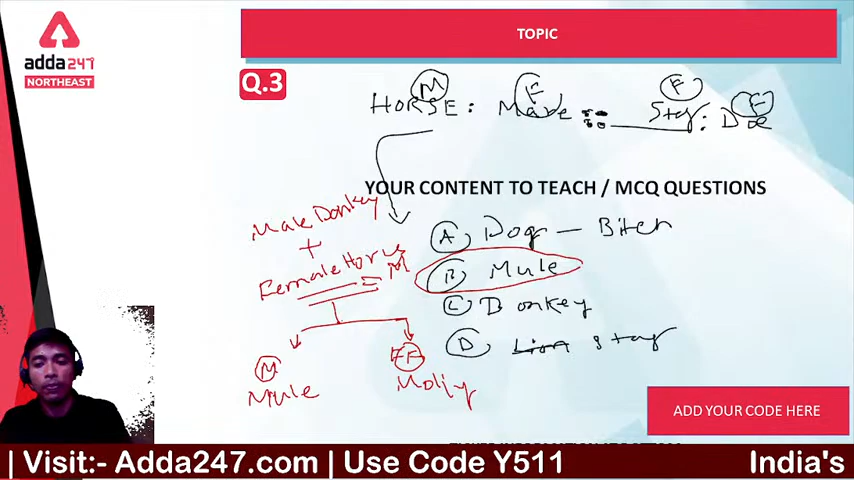 TOPIC
adda247
NORTHEAST
Q.3
M F F F
HORSE: Mare :: ______ Stag: Doe
YOUR CONTENT TO TEACH / MCQ QUESTIONS
Male Donkey
+
Female Horse = M
A Dog - Bitch
B Mule
C Donkey
D Lion stag
M F
Mule Molly
ADD YOUR CODE HERE
| Visit:- Adda247.com | Use Code Y511 India's